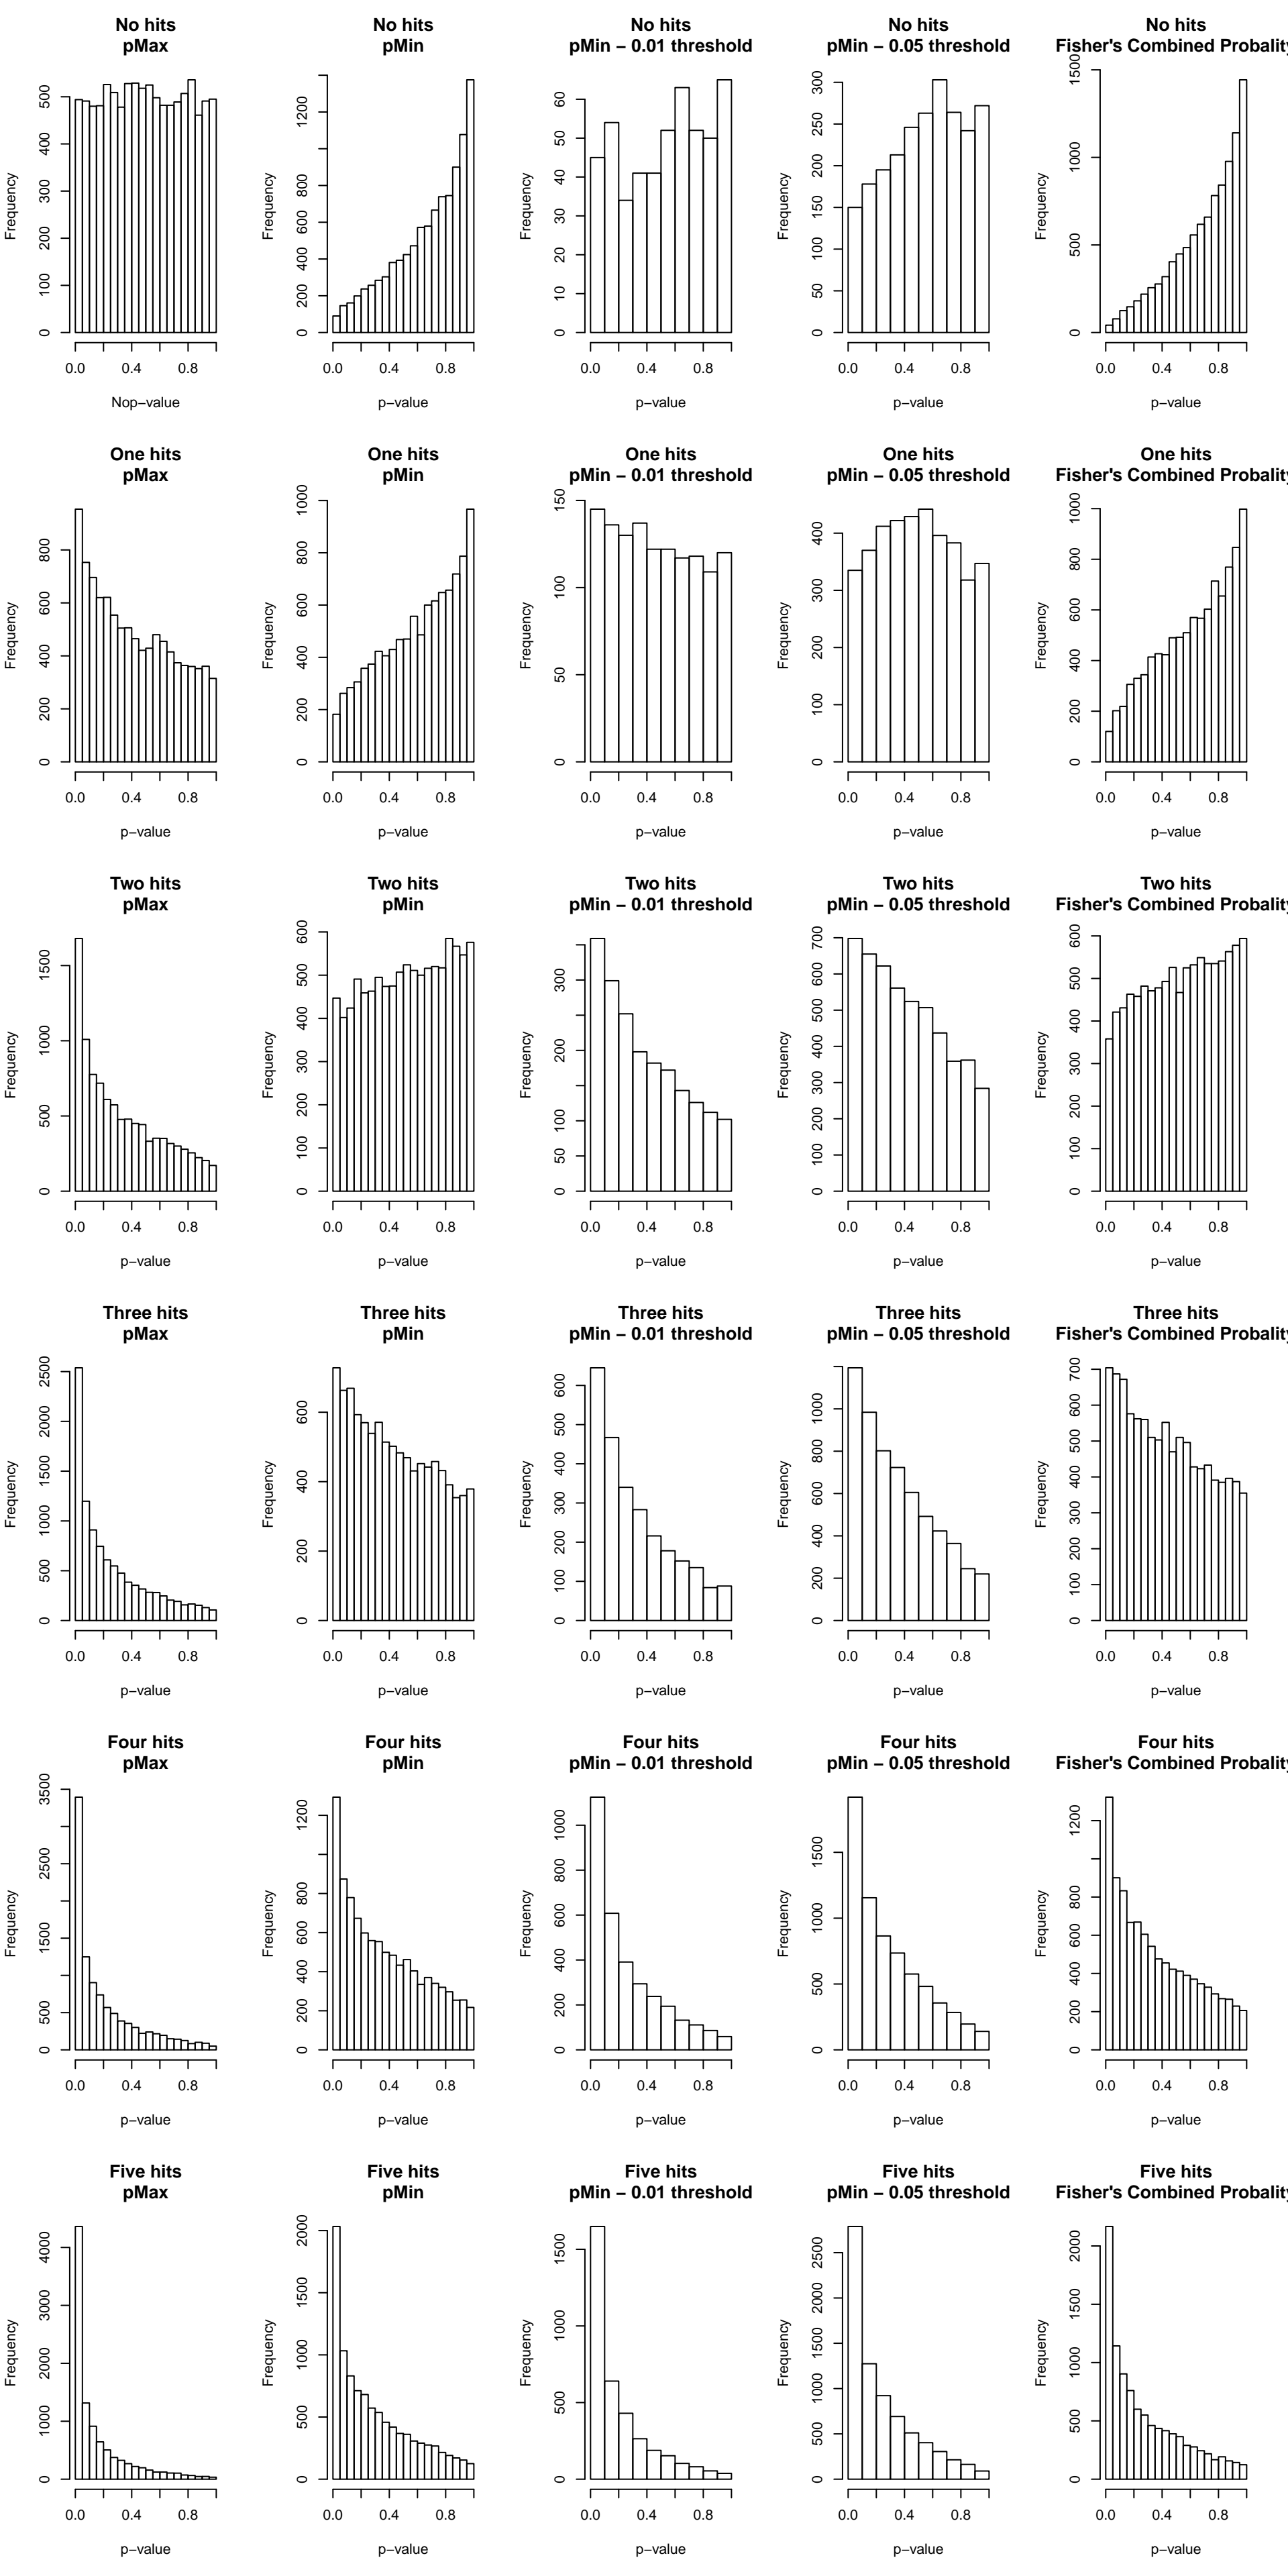 No hits
pMax
Frequency
0 100 200 300 400 500
0.0 0.4 0.8
Nop−value
No hits
pMin
Frequency
0 200 400 600 800 1200
0.0 0.4 0.8
p−value
No hits
pMin − 0.01 threshold
Frequency
0 10 20 30 40 50 60
0.0 0.4 0.8
p−value
No hits
pMin − 0.05 threshold
Frequency
0 50 100 150 200 250 300
0.0 0.4 0.8
p−value
No hits
Fisher's Combined Probality
Frequency
0 500 1000 1500
0.0 0.4 0.8
p−value
One hits
pMax
Frequency
0 200 400 600 800
0.0 0.4 0.8
p−value
One hits
pMin
Frequency
0 200 400 600 800 1000
0.0 0.4 0.8
p−value
One hits
pMin − 0.01 threshold
Frequency
0 50 100 150
0.0 0.4 0.8
p−value
One hits
pMin − 0.05 threshold
Frequency
0 100 200 300 400
0.0 0.4 0.8
p−value
One hits
Fisher's Combined Probality
Frequency
0 200 400 600 800 1000
0.0 0.4 0.8
p−value
Two hits
pMax
Frequency
0 500 1000 1500
0.0 0.4 0.8
p−value
Two hits
pMin
Frequency
0 100 200 300 400 500 600
0.0 0.4 0.8
p−value
Two hits
pMin − 0.01 threshold
Frequency
0 50 100 200 300
0.0 0.4 0.8
p−value
Two hits
pMin − 0.05 threshold
Frequency
0 100 200 300 400 500 600 700
0.0 0.4 0.8
p−value
Two hits
Fisher's Combined Probality
Frequency
0 100 200 300 400 500 600
0.0 0.4 0.8
p−value
Three hits
pMax
Frequency
0 500 1000 1500 2000 2500
0.0 0.4 0.8
p−value
Three hits
pMin
Frequency
0 200 400 600
0.0 0.4 0.8
p−value
Three hits
pMin − 0.01 threshold
Frequency
0 100 200 300 400 500 600
0.0 0.4 0.8
p−value
Three hits
pMin − 0.05 threshold
Frequency
0 200 400 600 800 1000
0.0 0.4 0.8
p−value
Three hits
Fisher's Combined Probality
Frequency
0 100 200 300 400 500 600 700
0.0 0.4 0.8
p−value
Four hits
pMax
Frequency
0 500 1500 2500 3500
0.0 0.4 0.8
p−value
Four hits
pMin
Frequency
0 200 400 600 800 1200
0.0 0.4 0.8
p−value
Four hits
pMin − 0.01 threshold
Frequency
0 200 400 600 800 1000
0.0 0.4 0.8
p−value
Four hits
pMin − 0.05 threshold
Frequency
0 500 1000 1500
0.0 0.4 0.8
p−value
Four hits
Fisher's Combined Probality
Frequency
0 200 400 600 800 1200
0.0 0.4 0.8
p−value
Five hits
pMax
Frequency
0 1000 2000 3000 4000
0.0 0.4 0.8
p−value
Five hits
pMin
Frequency
0 500 1000 1500 2000
0.0 0.4 0.8
p−value
Five hits
pMin − 0.01 threshold
Frequency
0 500 1000 1500
0.0 0.4 0.8
p−value
Five hits
pMin − 0.05 threshold
Frequency
0 500 1000 1500 2000 2500
0.0 0.4 0.8
p−value
Five hits
Fisher's Combined Probality
Frequency
0 500 1000 1500 2000
0.0 0.4 0.8
p−value